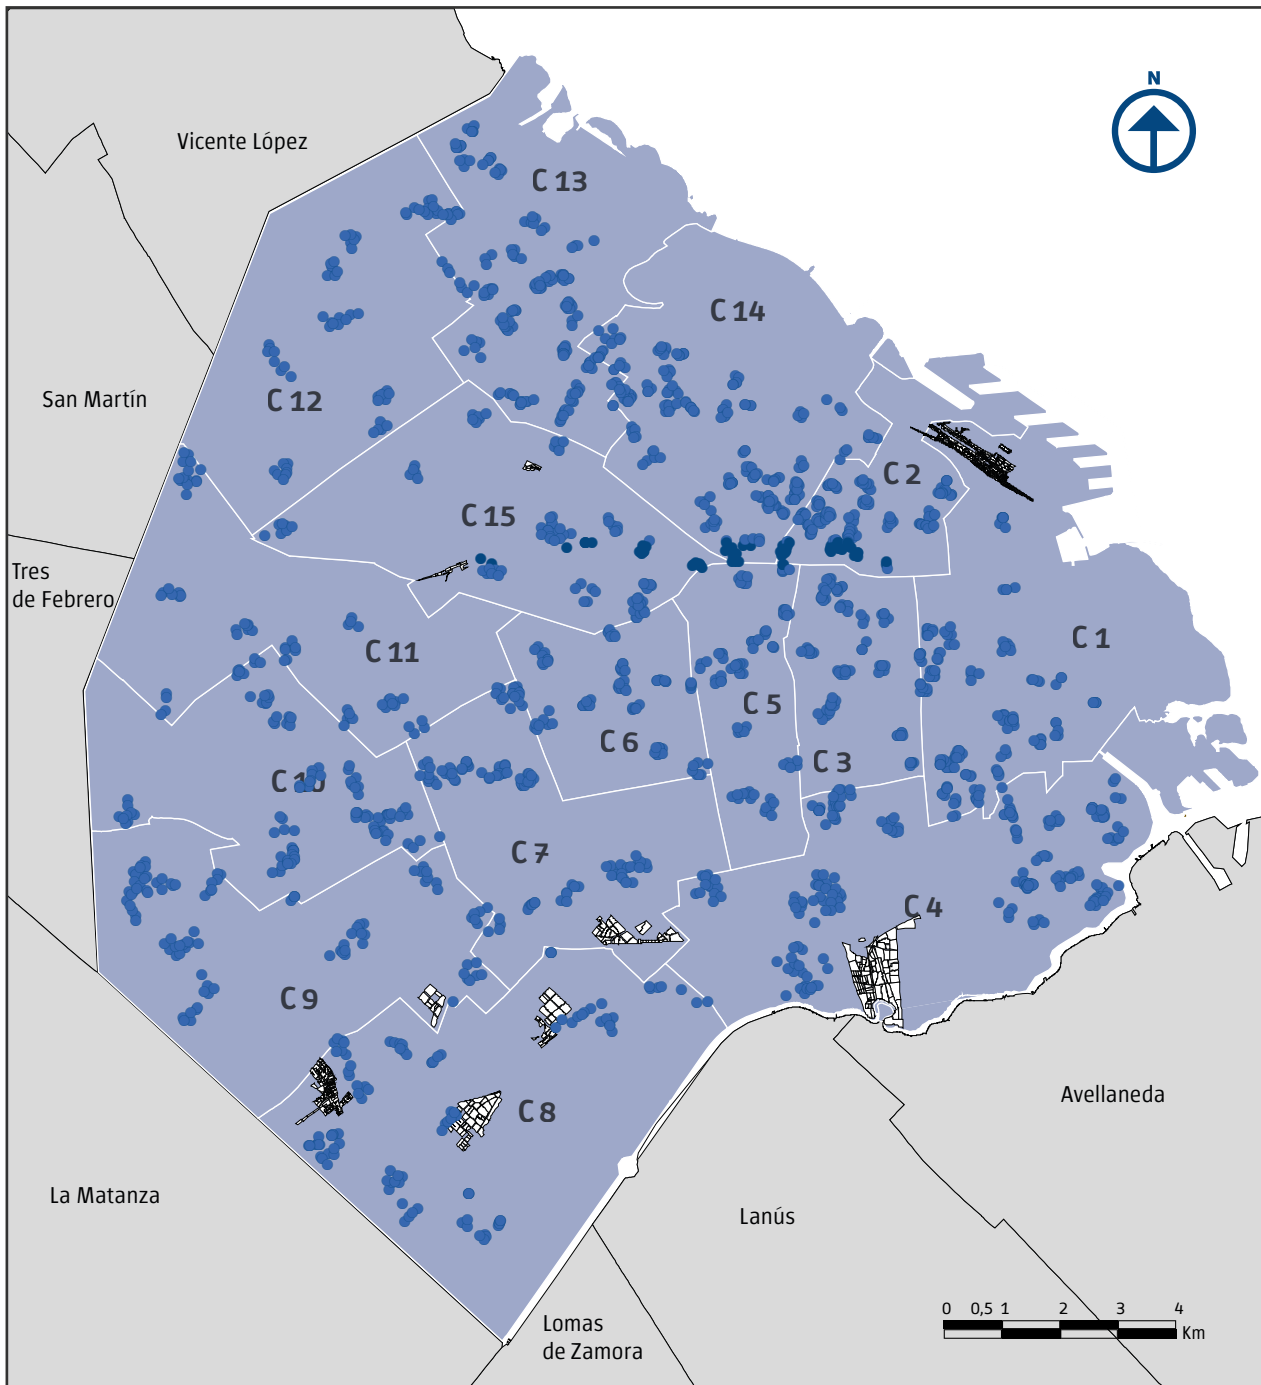 N
Vicente López
C 13
C 14
San Martín
C 12
C 2
C 15
Tres
de Febrero
C 11
C 1
C 5
C 6
C 3
C 10
C 7
C 4
C 9
C 8
Avellaneda
La Matanza
Lanús
0 0,5 1 2 3 4
Km
Lomas
de Zamora